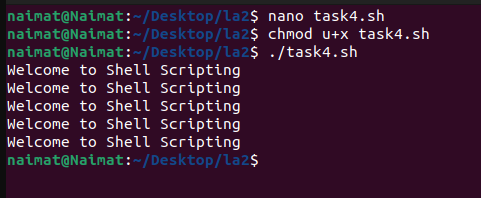 naimat@Naimat:~/Desktop/la2$ nano task4.sh
naimat@Naimat:~/Desktop/la2$ chmod u+x task4.sh
naimat@Naimat:~/Desktop/la2$ ./task4.sh
Welcome to Shell Scripting
Welcome to Shell Scripting
Welcome to Shell Scripting
Welcome to Shell Scripting
Welcome to Shell Scripting
naimat@Naimat:~/Desktop/la2$